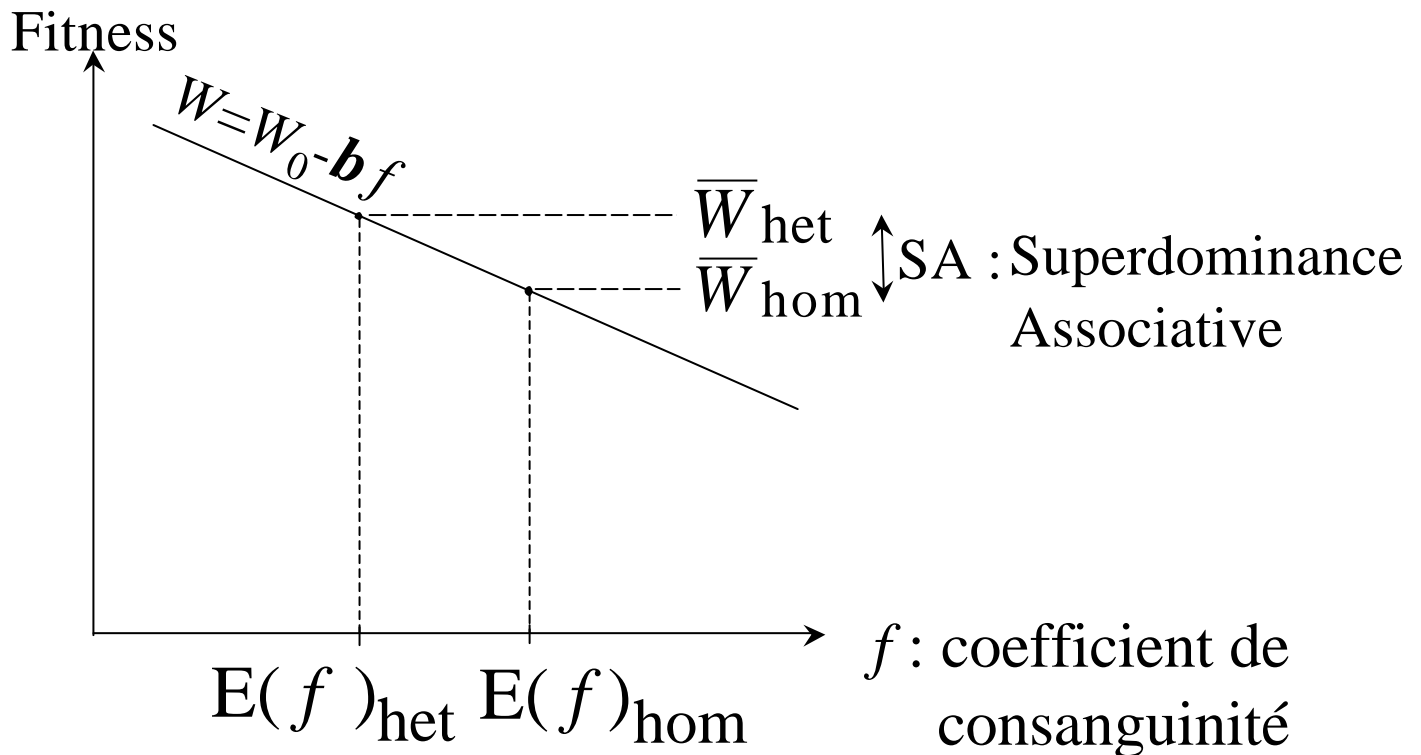 Fitness
W=W₀-bf
W̅het
SA : Superdominance
W̅hom
Associative
E(f)het E(f)hom
f : coefficient de
consanguinité